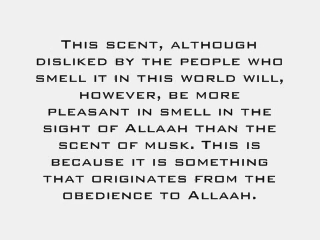 This scent, although
disliked by the people who
smell it in this world will,
however, be more
pleasant in smell in the
sight of Allaah than the
scent of musk. This is
because it is something
that originates from the
obedience to Allaah.